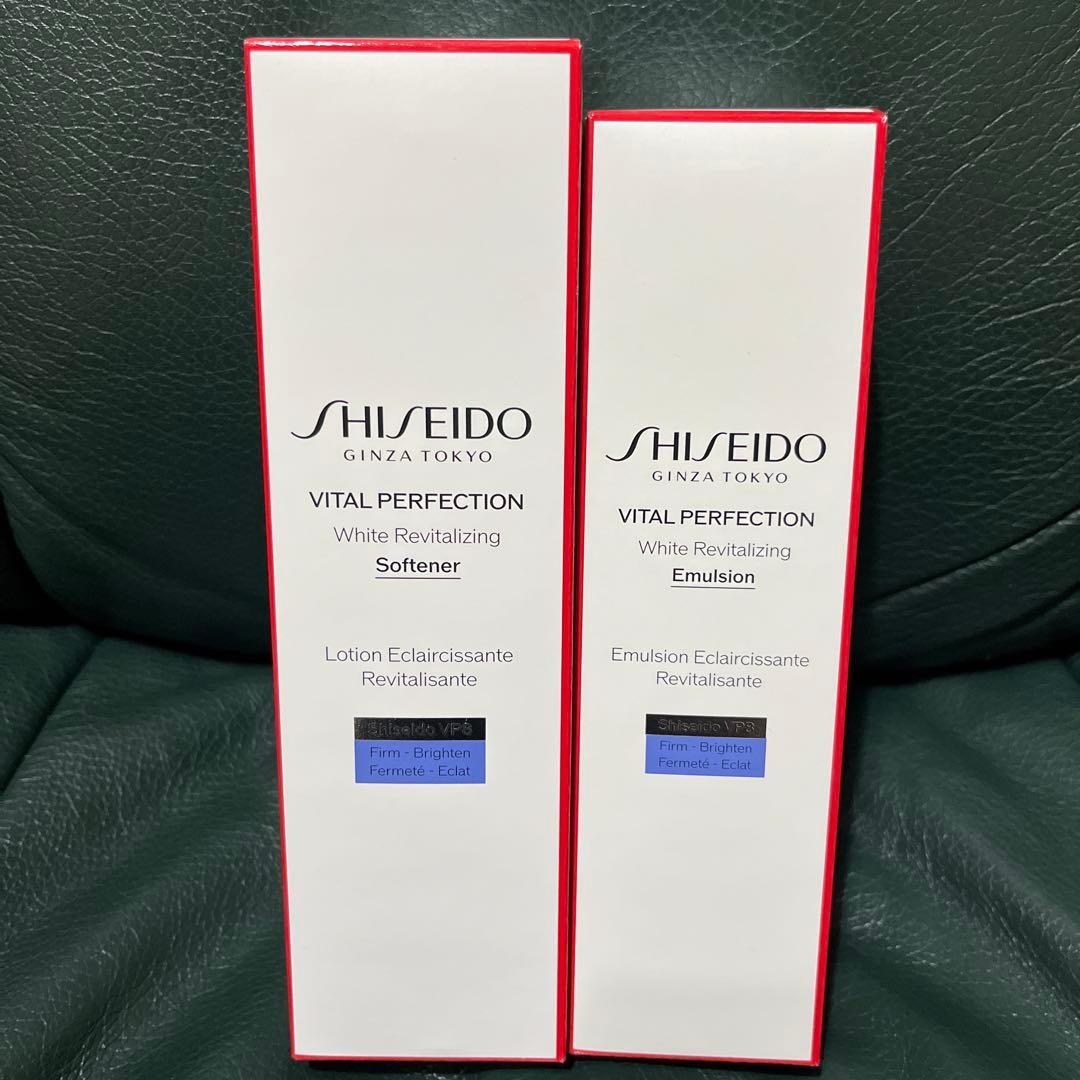 SHISEIDO
GINZA TOKYO
VITAL PERFECTION
White Revitalizing
Softener
Lotion Eclaircissante
Revitalisante
Shiseido VP8
Firm - Brighten
Fermeté - Eclat
SHISEIDO
GINZA TOKYO
VITAL PERFECTION
White Revitalizing
Emulsion
Emulsion Eclaircissante
Revitalisante
Shiseido VP8
Firm - Brighten
Fermeté - Eclat